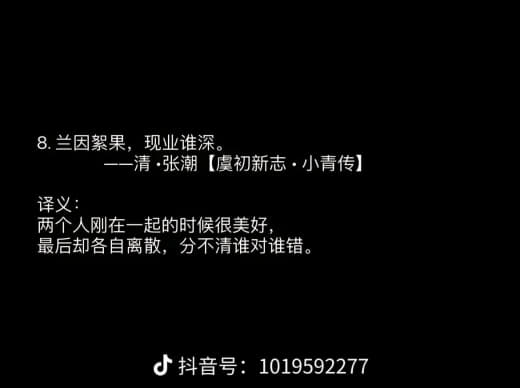 8. 兰因絮果，现业谁深。
——清·张潮【虞初新志·小青传】
译义：
两个人刚在一起的时候很美好，
最后却各自离散，分不清谁对谁错。
抖音号：1019592277